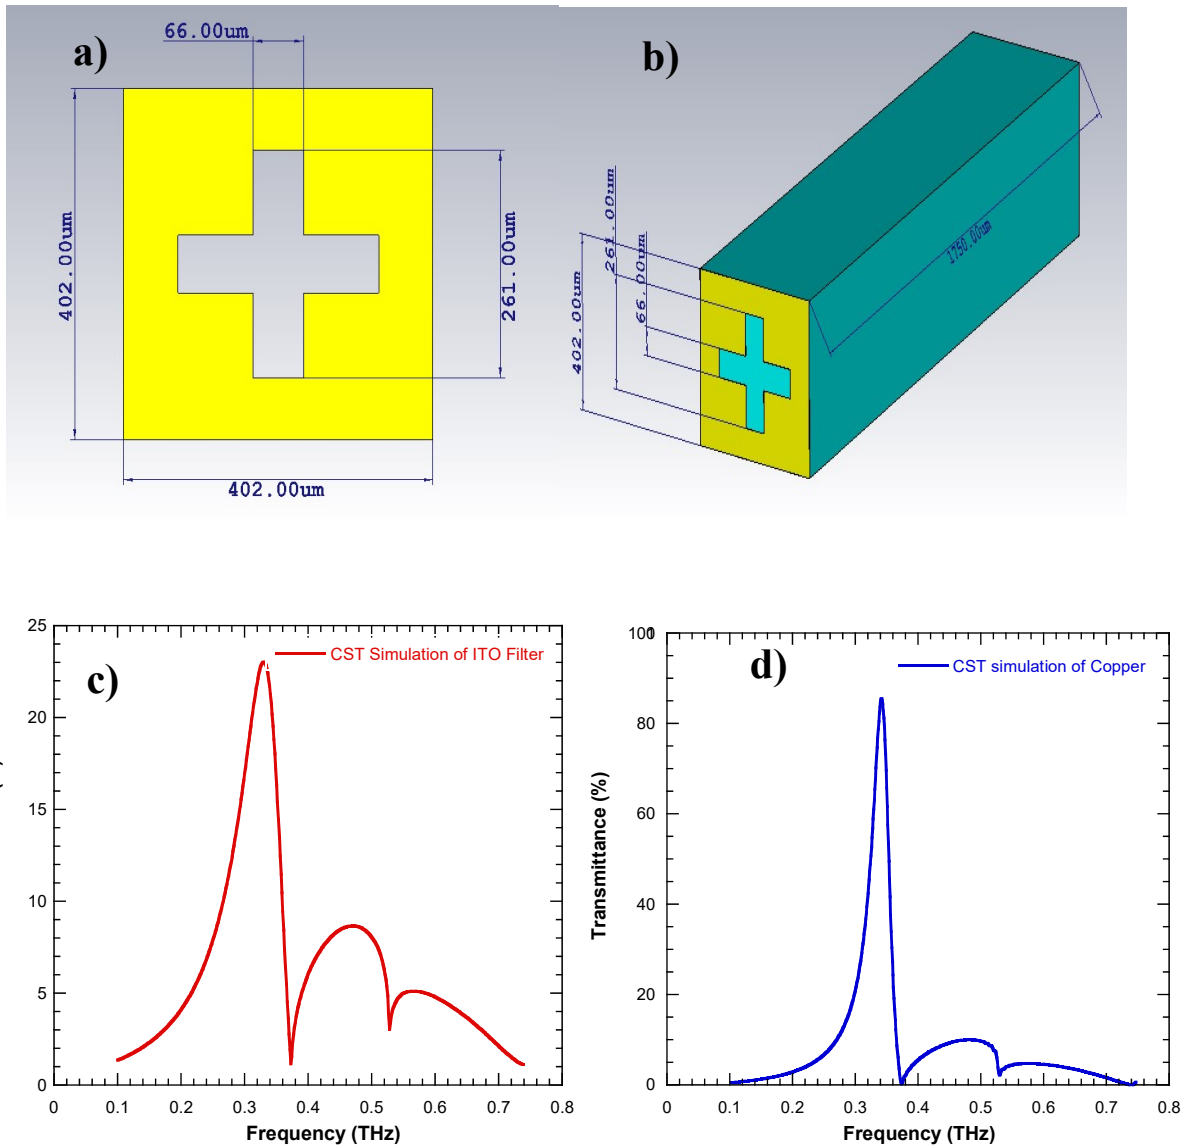 a)
66.00um
402.00um
261.00um
402.00um
b)
402.00um
261.00um
66.00um
1750.00um
c)
CST Simulation of ITO Filter
25
20
15
10
5
0
0
0.1
0.2
0.3
0.4
0.5
0.6
0.7
0.8
Frequency (THz)
d)
CST simulation of Copper
Transmittance (%)
100
80
60
40
20
0
0
0.1
0.2
0.3
0.4
0.5
0.6
0.7
0.8
Frequency (THz)